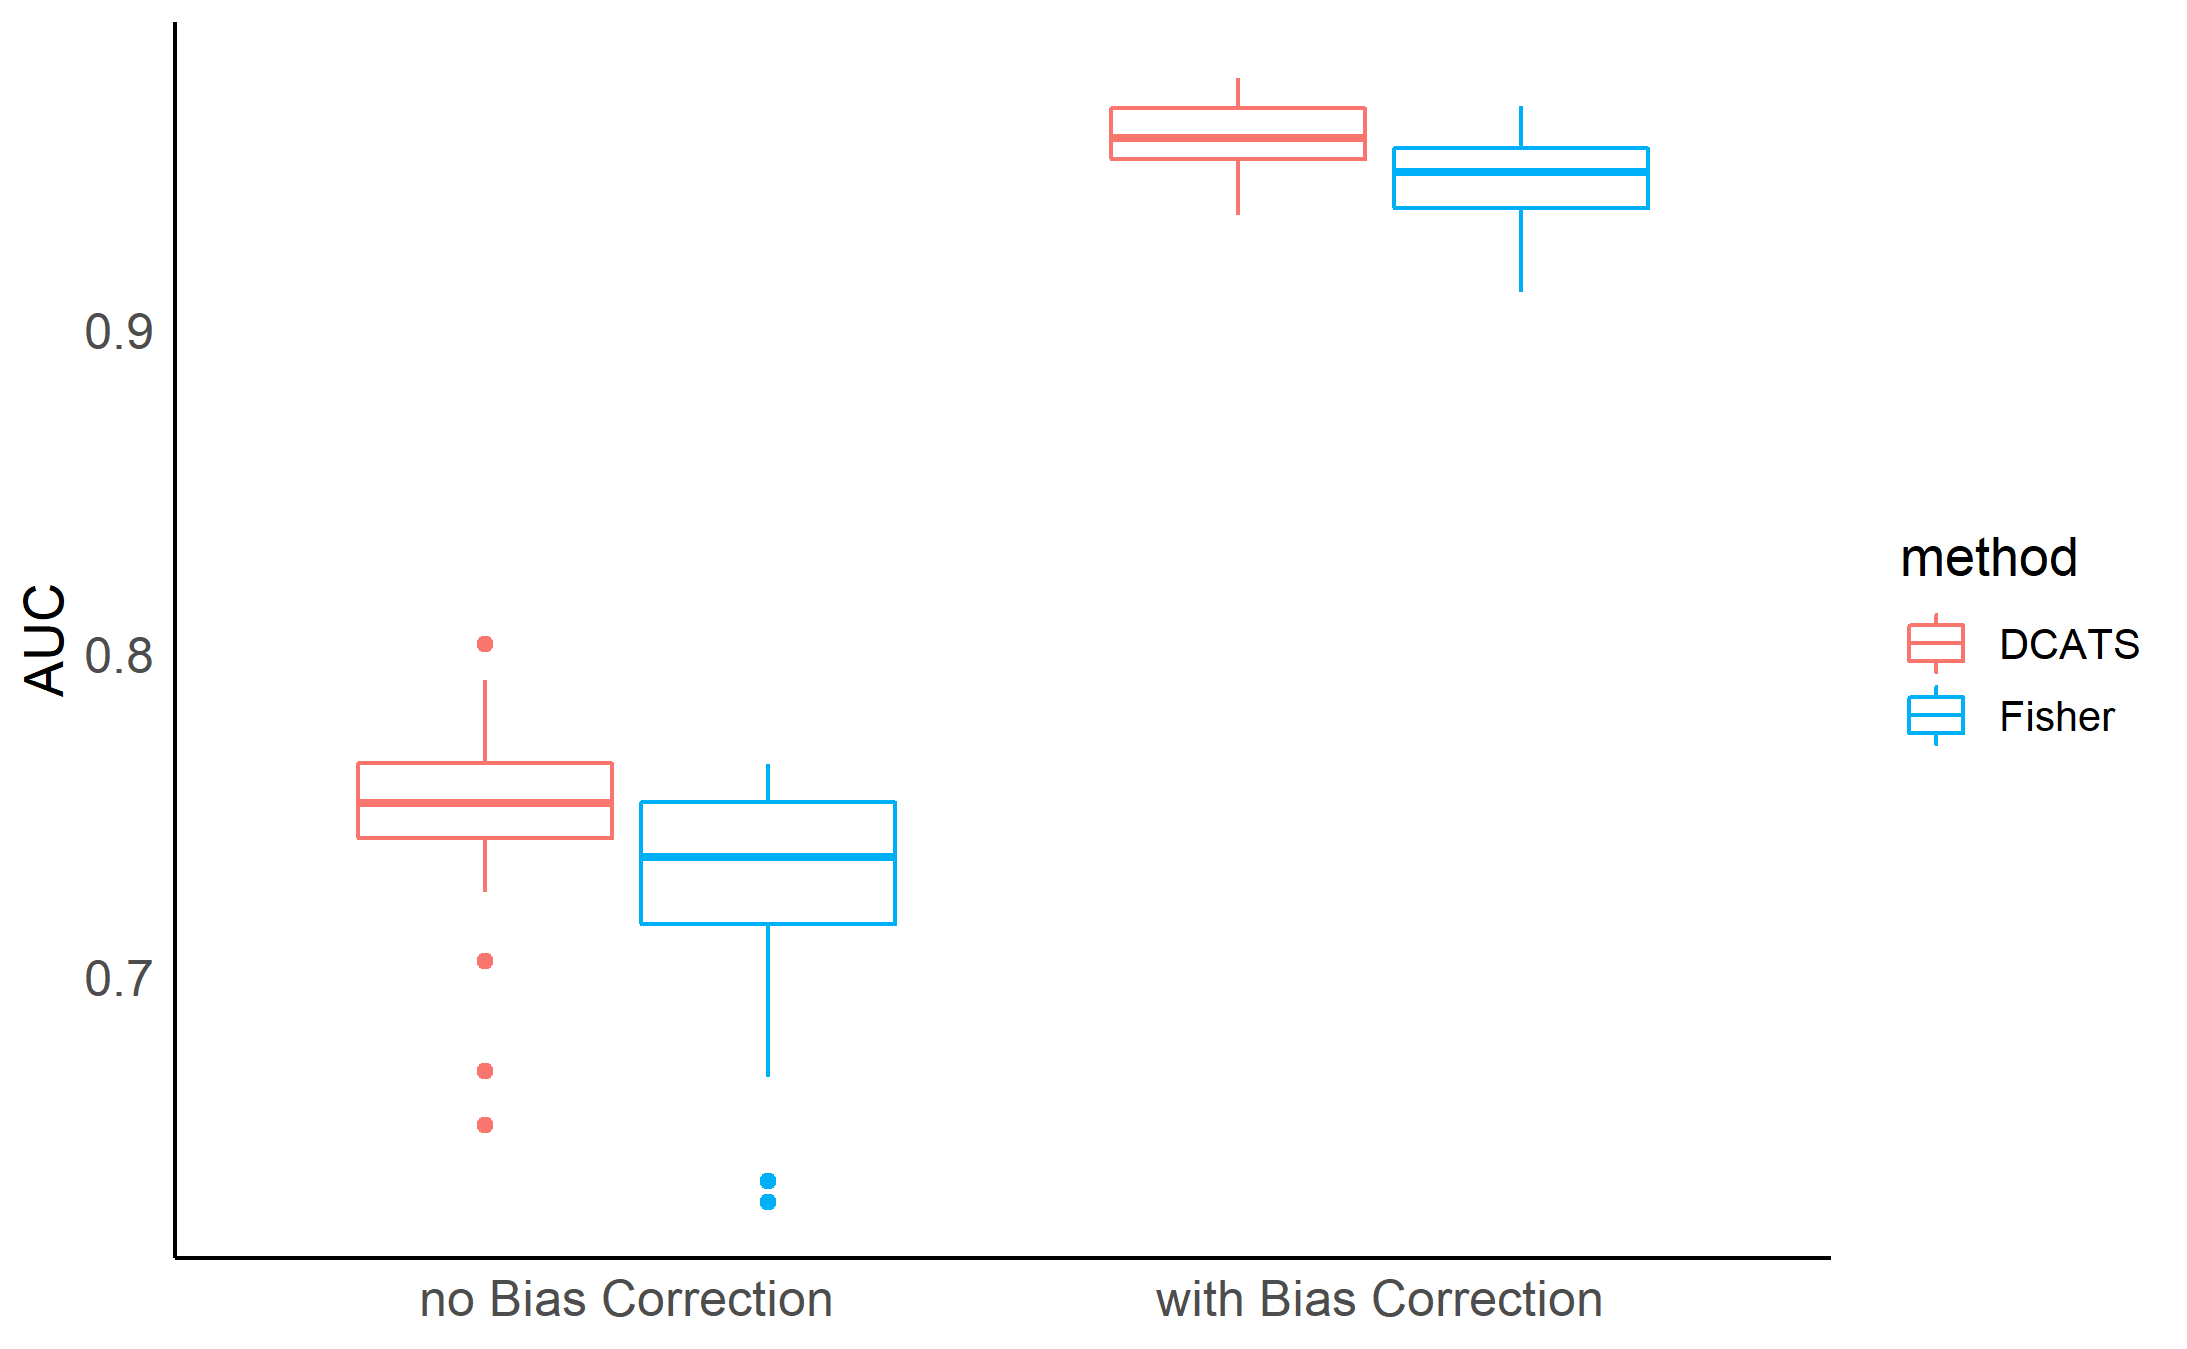 AUC
0.9
0.8
0.7
no Bias Correction
with Bias Correction
method
DCATS
Fisher